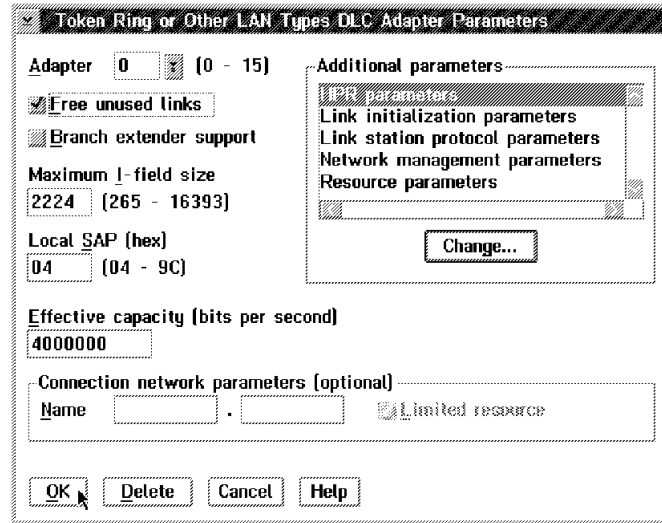 Token Ring or Other LAN Types DLC Adapter Parameters
Adapter 0 (0 - 15)
Free unused links
Branch extender support
Maximum I-field size
2224 (265 - 16393)
Local SAP (hex)
04 (04 - 9C)
Additional parameters
HPR parameters
Link initialization parameters
Link station protocol parameters
Network management parameters
Resource parameters
Change...
Effective capacity (bits per second)
4000000
Connection network parameters (optional)
Name . Limited resource
OK Delete Cancel Help